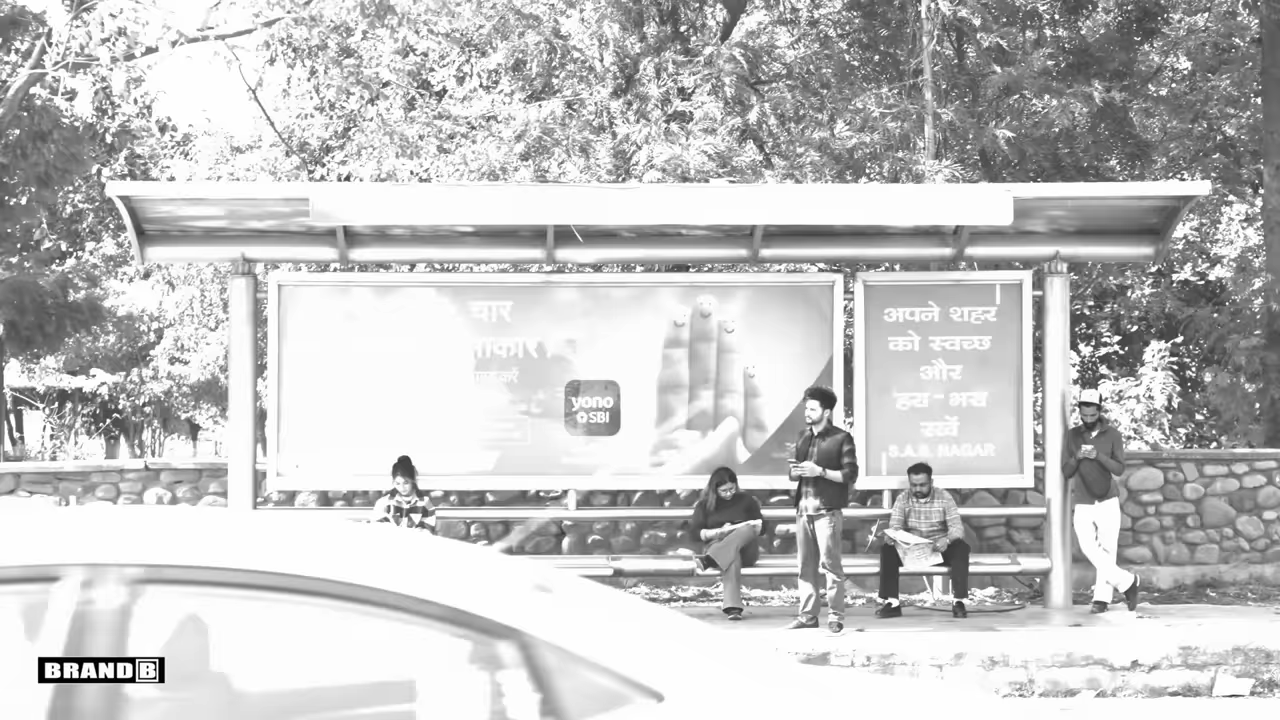 चार
yono
SBI
अपने शहर
को स्वच्छ
और
हरा-भरा
रखें
S.A.S. NAGAR
BRAND B